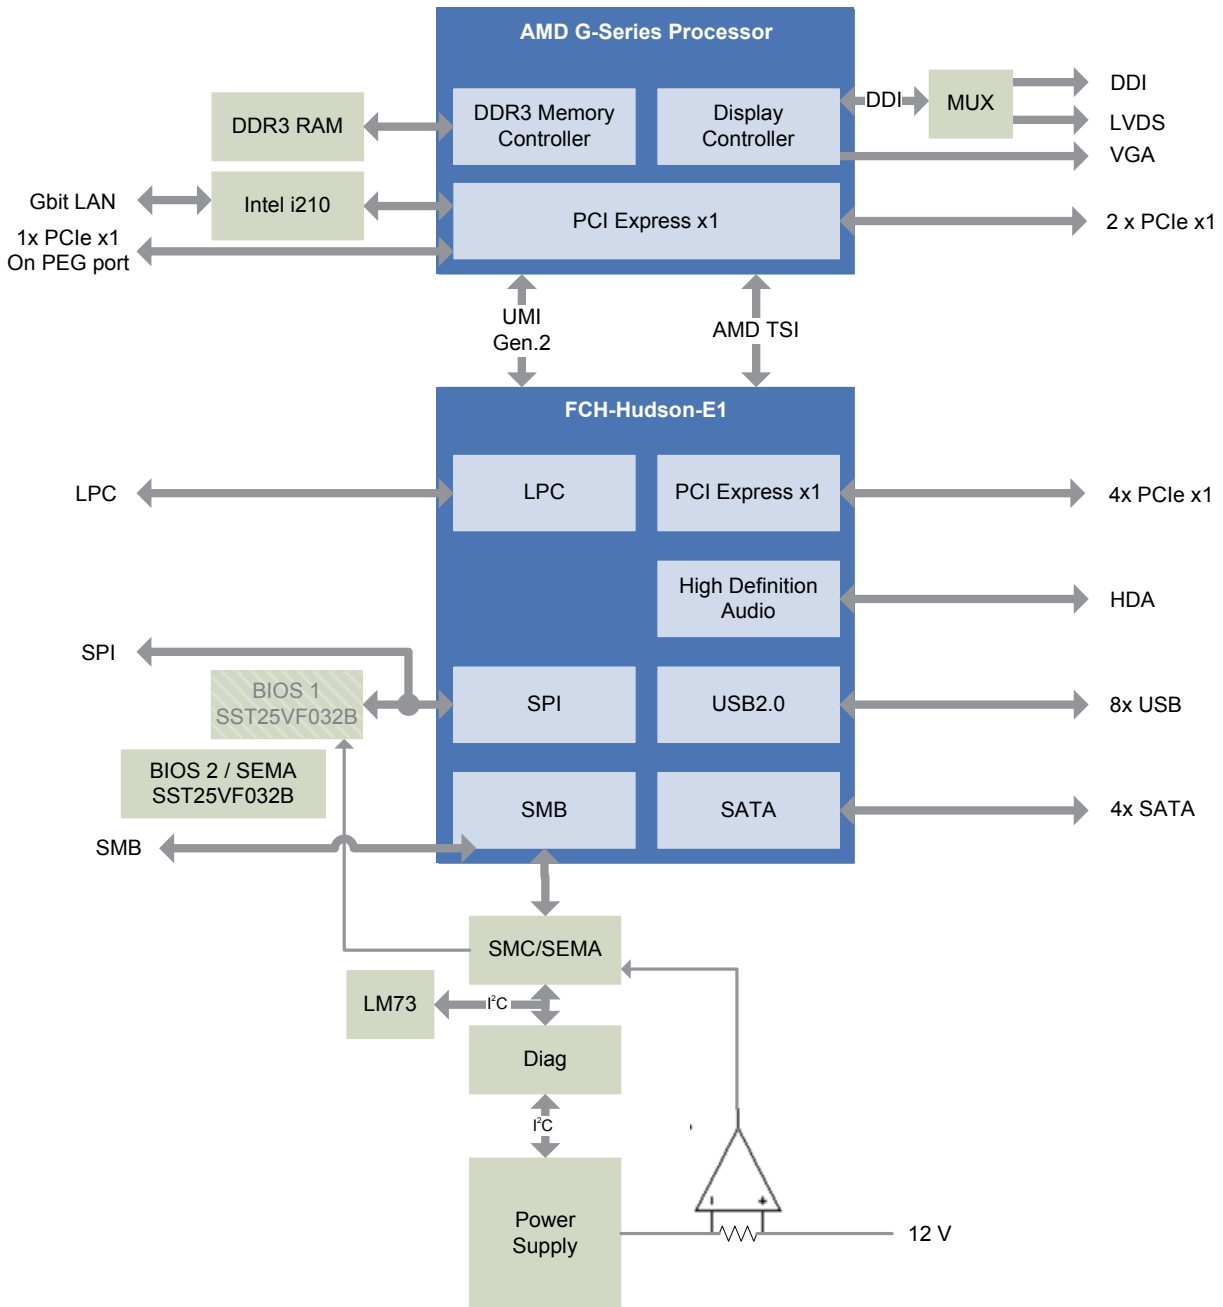 AMD G-Series Processor
DDR3 RAM
DDR3 Memory
Controller
Display
Controller
DDI
MUX
DDI
LVDS
VGA
Gbit LAN
Intel i210
PCI Express x1
2 x PCIe x1
1x PCIe x1
On PEG port
UMI
Gen.2
AMD TSI
FCH-Hudson-E1
LPC
LPC
PCI Express x1
4x PCIe x1
High Definition
Audio
HDA
SPI
BIOS 1
SST25VF032B
SPI
USB2.0
8x USB
BIOS 2 / SEMA
SST25VF032B
SMB
SATA
4x SATA
SMB
SMC/SEMA
LM73
I²C
Diag
I²C
Power
Supply
12 V